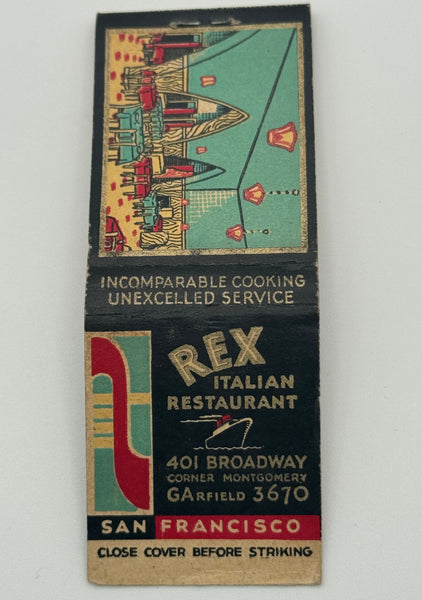 INCOMPARABLE COOKING
UNEXCELLED SERVICE
REX
ITALIAN
RESTAURANT
401 BROADWAY
CORNER MONTGOMERY
GARFIELD 3670
SAN FRANCISCO
CLOSE COVER BEFORE STRIKING